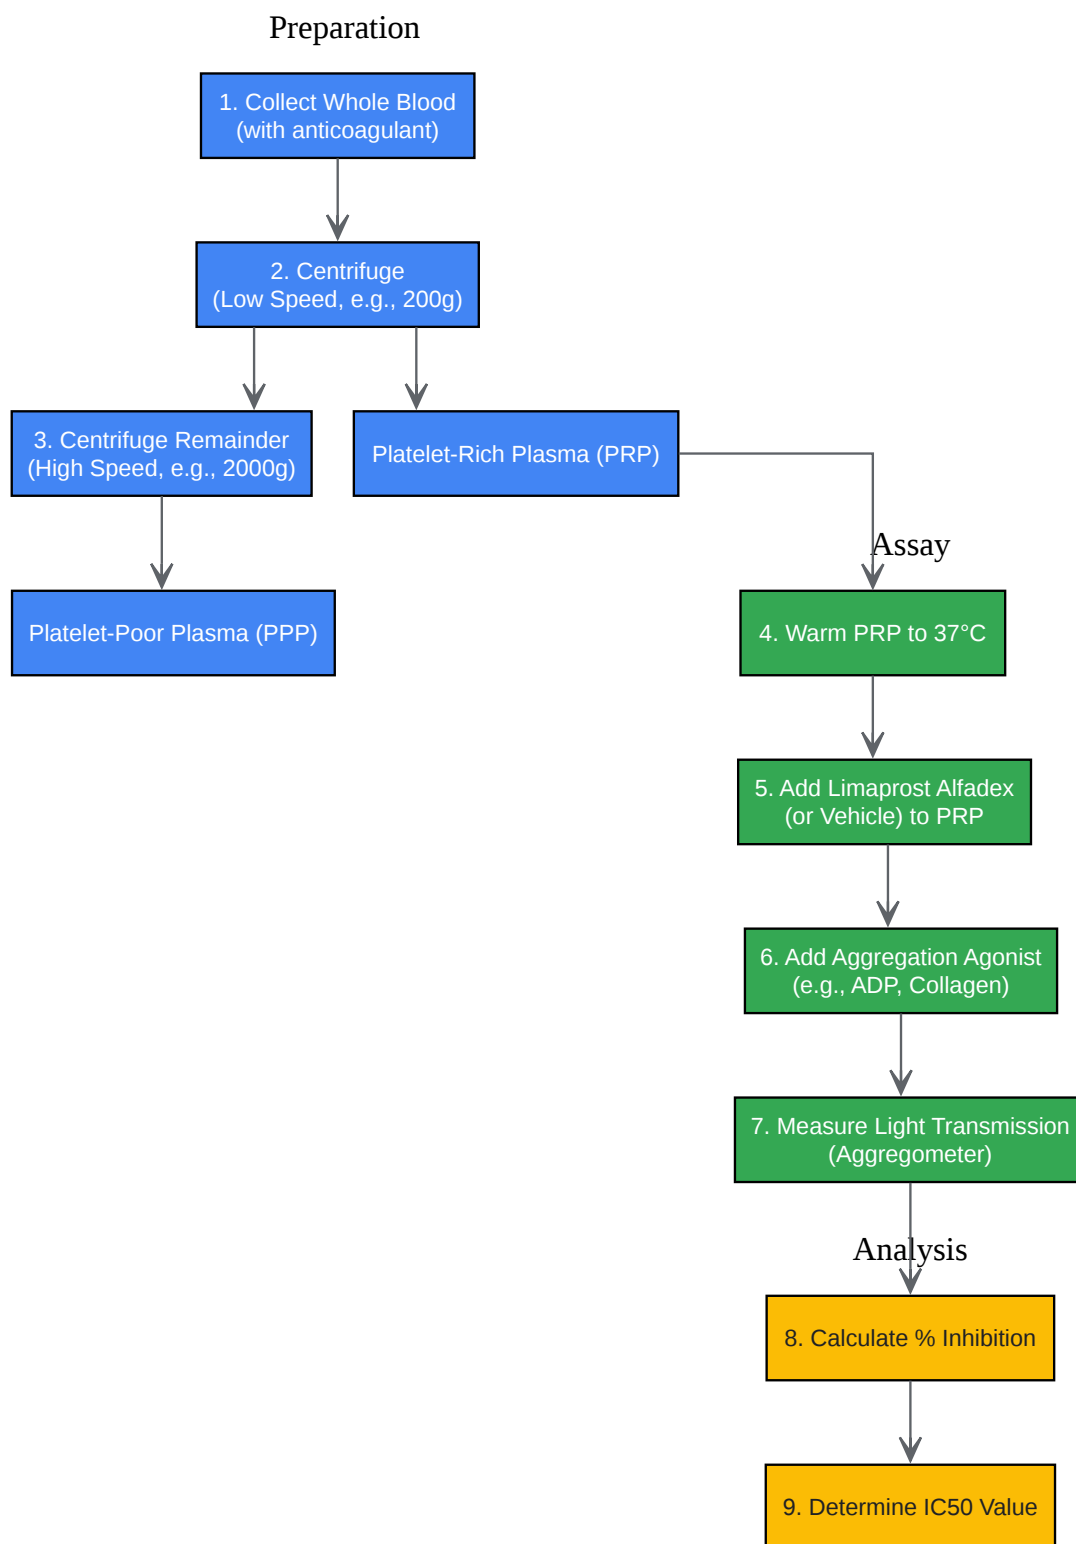 Preparation
1. Collect Whole Blood
(with anticoagulant)
2. Centrifuge
(Low Speed, e.g., 200g)
3. Centrifuge Remainder
(High Speed, e.g., 2000g)
Platelet-Rich Plasma (PRP)
Platelet-Poor Plasma (PPP)
Assay
4. Warm PRP to 37°C
5. Add Limaprost Alfadex
(or Vehicle) to PRP
6. Add Aggregation Agonist
(e.g., ADP, Collagen)
7. Measure Light Transmission
(Aggregometer)
Analysis
8. Calculate % Inhibition
9. Determine IC50 Value